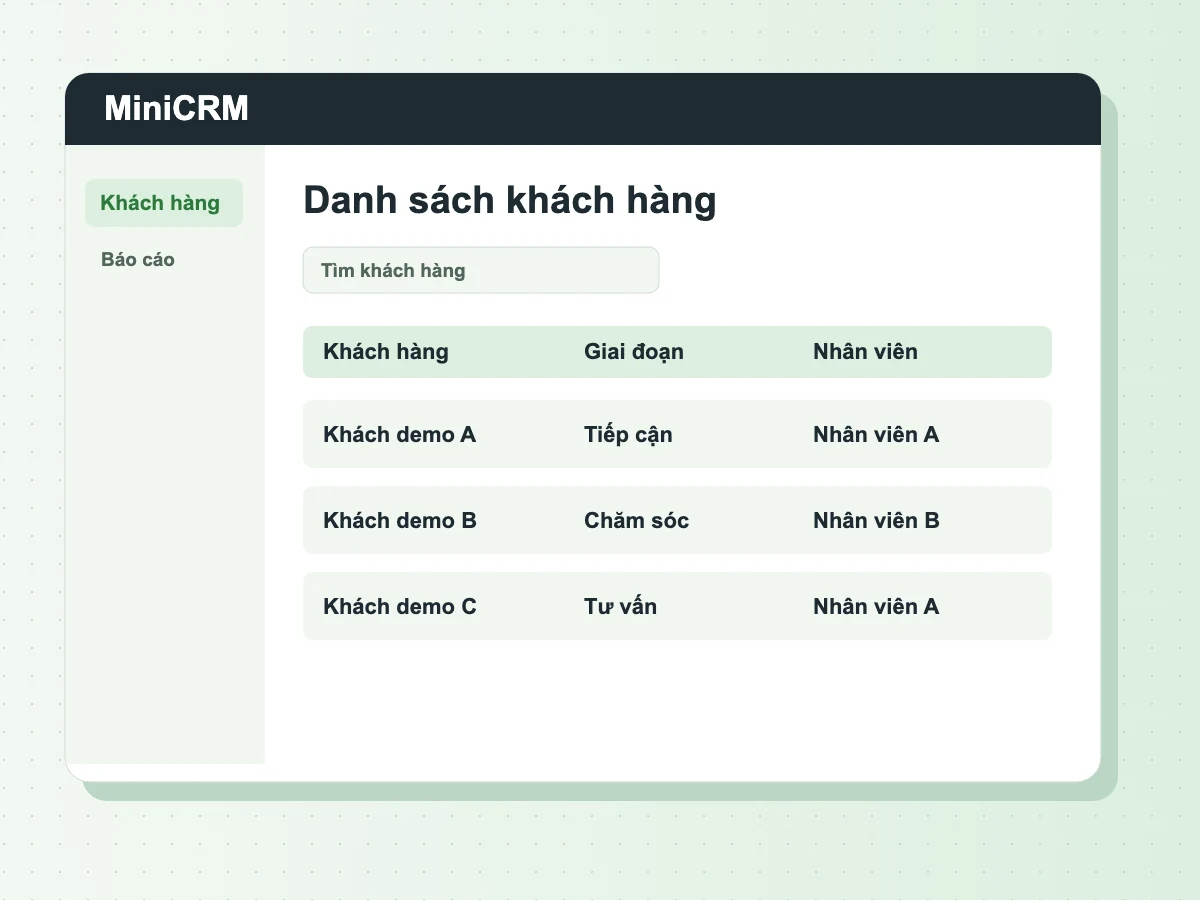 MiniCRM
Khách hàng
Báo cáo
Danh sách khách hàng
Tìm khách hàng
Khách hàng Giai đoạn Nhân viên
Khách demo A Tiếp cận Nhân viên A
Khách demo B Chăm sóc Nhân viên B
Khách demo C Tư vấn Nhân viên A